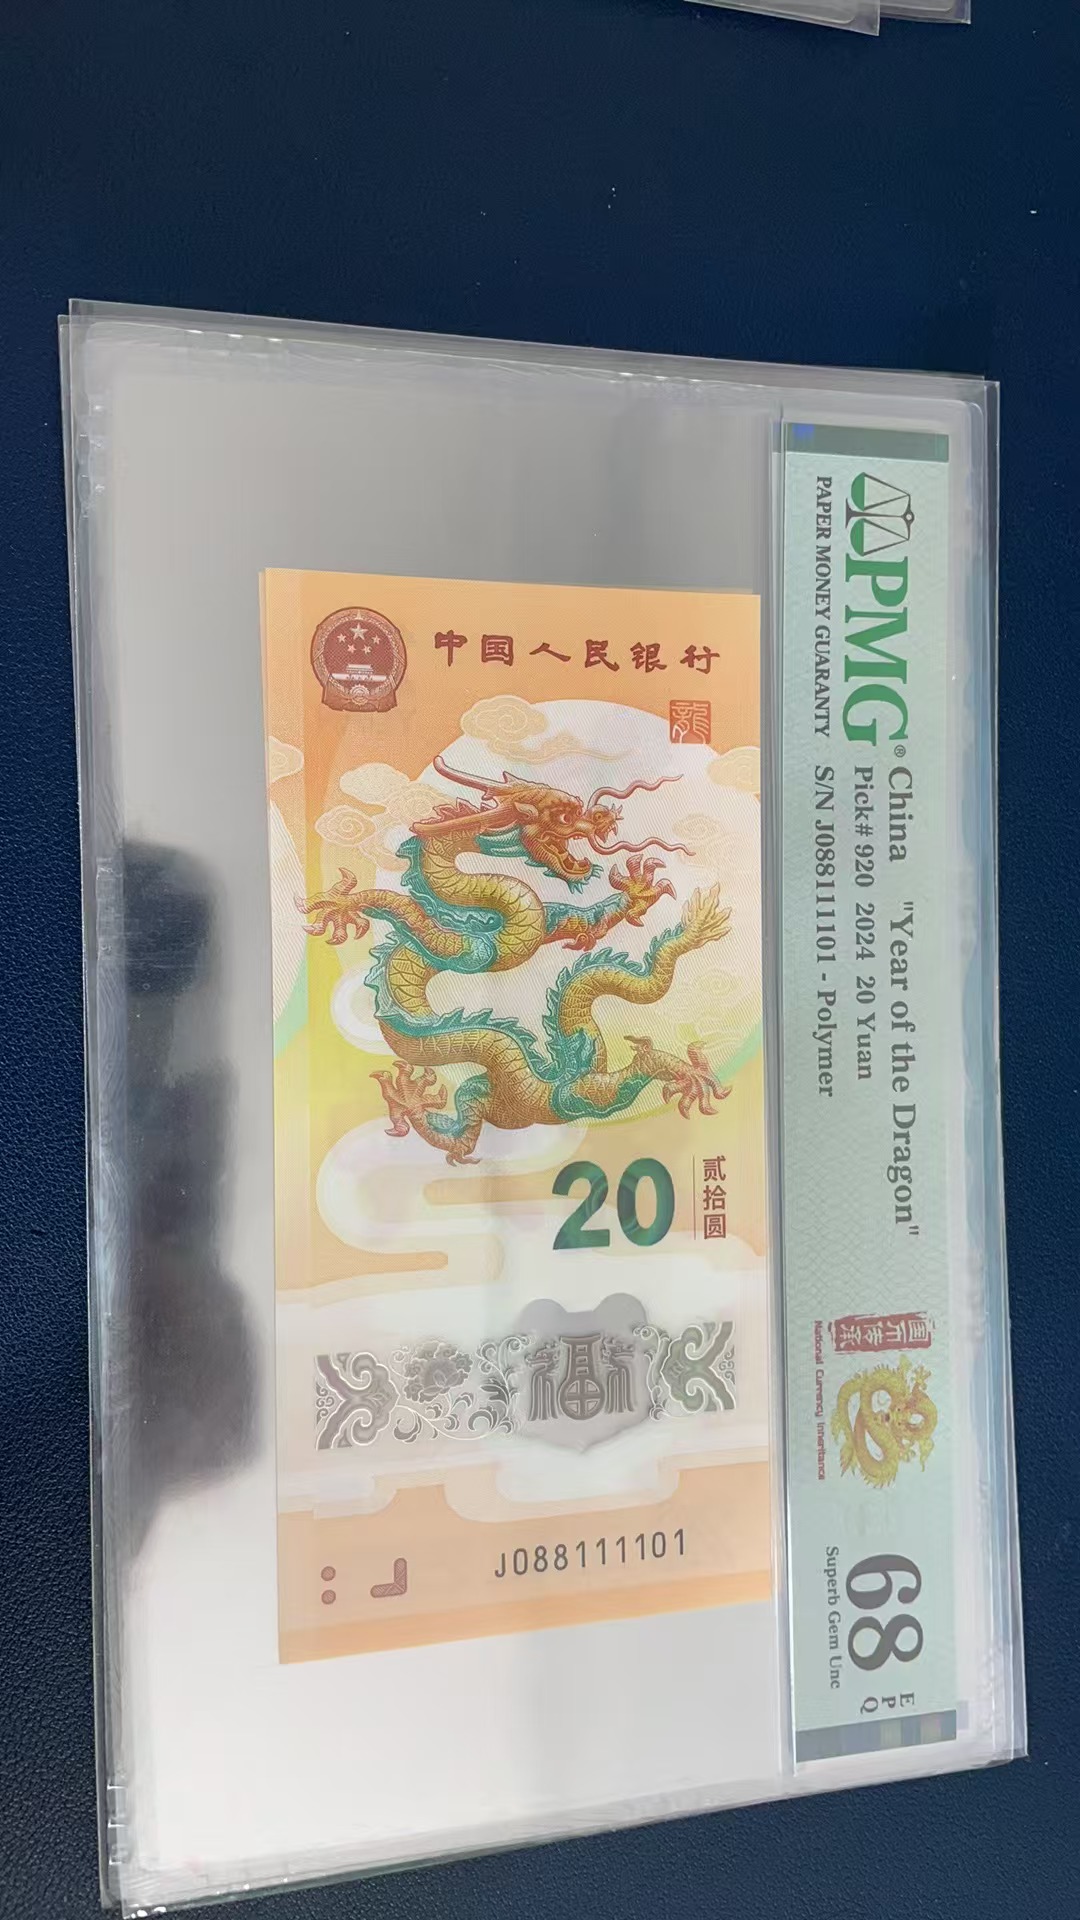 中国人民银行
龍
20
贰拾圆
福
J088111101
PMG®
PAPER MONEY GUARANTY
China "Year of the Dragon"
Pick# 920 2024 20 Yuan
S/N J088111101 - Polymer
国币传承
National Currency Inheritance
68
EPQ
Superb Gem Unc